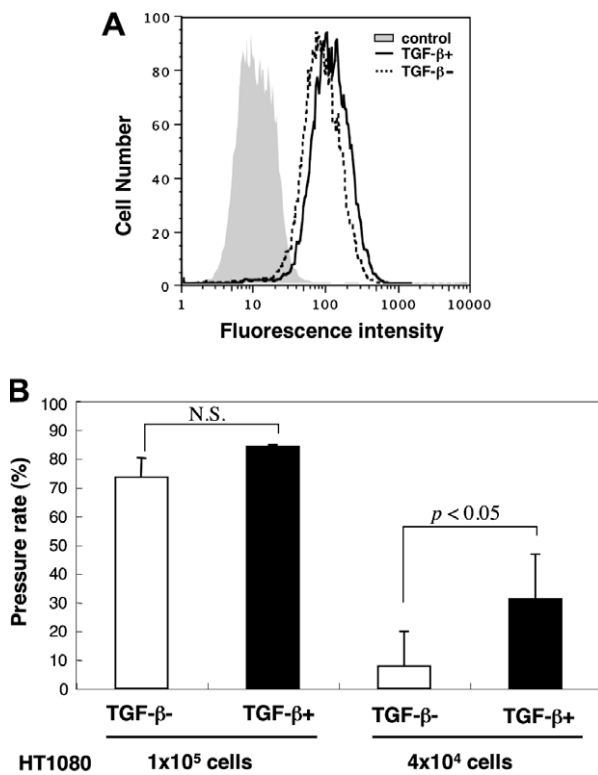 A
100
80
60
40
20
0
Cell Number
control
TGF-β+
TGF-β−
1
10
100
1000
10000
Fluorescence intensity
B
100
90
80
70
60
50
40
30
20
10
0
Pressure rate (%)
N.S.
p < 0.05
TGF-β- TGF-β+ TGF-β- TGF-β+
HT1080 1x10⁵ cells 4x10⁴ cells